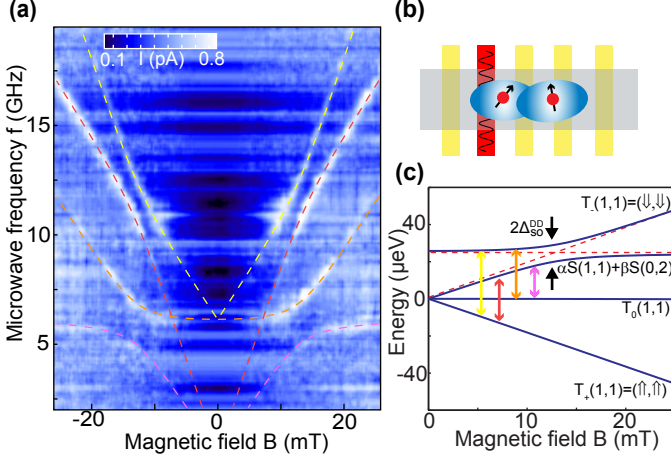 (a)
0.1 I (pA) 0.8
15
10
5
Microwave frequency f (GHz)
-20 0 20
Magnetic field B (mT)
(b)
(c)
40
0
-40
Energy (µeV)
2Δ_SO^DD
T₋(1,1)=(⇓,⇓)
αS(1,1)+βS(0,2)
T₀(1,1)
T₊(1,1)=(⇑,⇑)
0 10 20
Magnetic field B (mT)